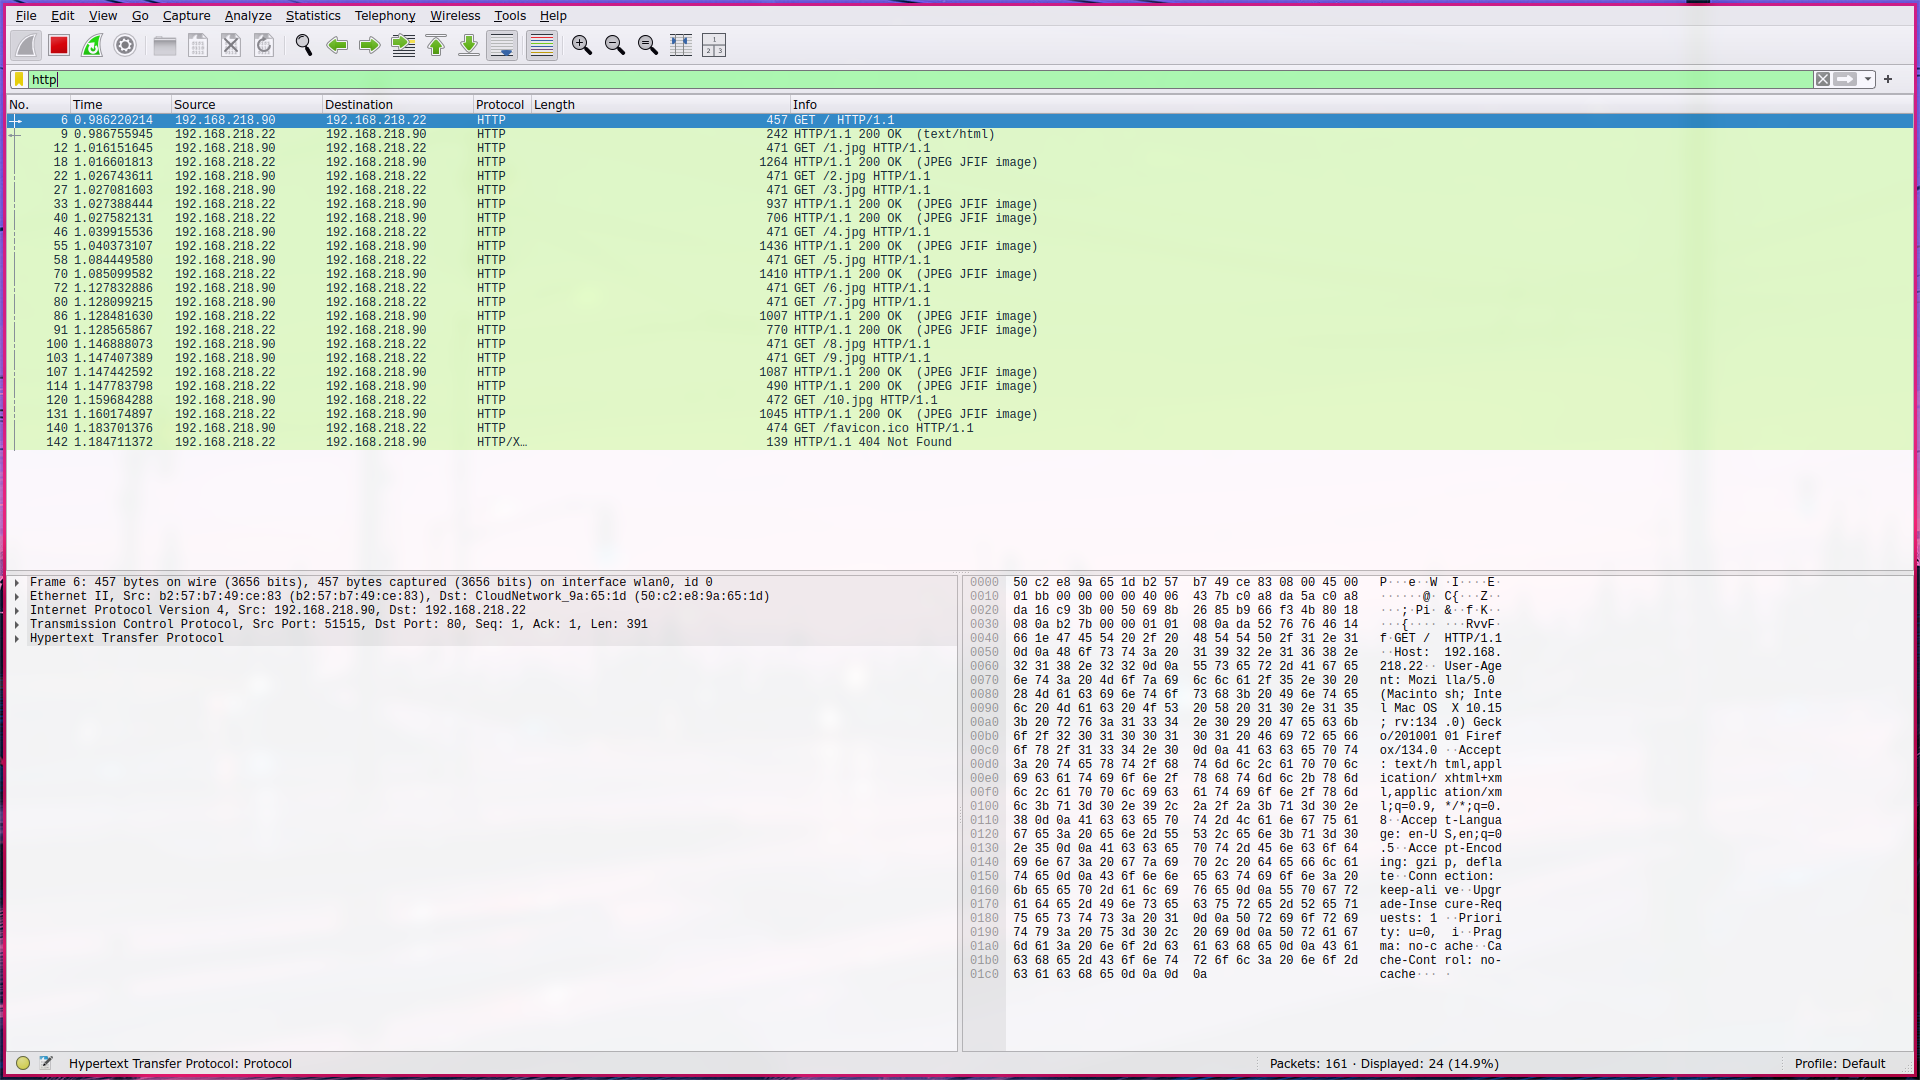 File Edit View Go Capture Analyze Statistics Telephony Wireless Tools Help
http
No. Time Source Destination Protocol Length Info
6 0.986220214 192.168.218.90 192.168.218.22 HTTP 457 GET / HTTP/1.1
9 0.986755945 192.168.218.22 192.168.218.90 HTTP 242 HTTP/1.1 200 OK (text/html)
12 1.016151645 192.168.218.90 192.168.218.22 HTTP 471 GET /1.jpg HTTP/1.1
18 1.016601813 192.168.218.22 192.168.218.90 HTTP 1264 HTTP/1.1 200 OK (JPEG JFIF image)
22 1.026743611 192.168.218.90 192.168.218.22 HTTP 471 GET /2.jpg HTTP/1.1
27 1.027081603 192.168.218.90 192.168.218.22 HTTP 471 GET /3.jpg HTTP/1.1
33 1.027388444 192.168.218.22 192.168.218.90 HTTP 937 HTTP/1.1 200 OK (JPEG JFIF image)
40 1.027582131 192.168.218.22 192.168.218.90 HTTP 706 HTTP/1.1 200 OK (JPEG JFIF image)
46 1.039915536 192.168.218.90 192.168.218.22 HTTP 471 GET /4.jpg HTTP/1.1
55 1.040373107 192.168.218.22 192.168.218.90 HTTP 1436 HTTP/1.1 200 OK (JPEG JFIF image)
58 1.084449580 192.168.218.90 192.168.218.22 HTTP 471 GET /5.jpg HTTP/1.1
70 1.085099582 192.168.218.22 192.168.218.90 HTTP 1410 HTTP/1.1 200 OK (JPEG JFIF image)
72 1.127832886 192.168.218.90 192.168.218.22 HTTP 471 GET /6.jpg HTTP/1.1
80 1.128099215 192.168.218.90 192.168.218.22 HTTP 471 GET /7.jpg HTTP/1.1
86 1.128481630 192.168.218.22 192.168.218.90 HTTP 1007 HTTP/1.1 200 OK (JPEG JFIF image)
91 1.128565867 192.168.218.22 192.168.218.90 HTTP 770 HTTP/1.1 200 OK (JPEG JFIF image)
100 1.146888073 192.168.218.90 192.168.218.22 HTTP 471 GET /8.jpg HTTP/1.1
103 1.147407389 192.168.218.90 192.168.218.22 HTTP 471 GET /9.jpg HTTP/1.1
107 1.147442592 192.168.218.22 192.168.218.90 HTTP 1087 HTTP/1.1 200 OK (JPEG JFIF image)
114 1.147783798 192.168.218.22 192.168.218.90 HTTP 490 HTTP/1.1 200 OK (JPEG JFIF image)
120 1.159684288 192.168.218.90 192.168.218.22 HTTP 472 GET /10.jpg HTTP/1.1
131 1.160174897 192.168.218.22 192.168.218.90 HTTP 1045 HTTP/1.1 200 OK (JPEG JFIF image)
140 1.183701376 192.168.218.90 192.168.218.22 HTTP 474 GET /favicon.ico HTTP/1.1
142 1.184711372 192.168.218.22 192.168.218.90 HTTP/X… 139 HTTP/1.1 404 Not Found
Frame 6: 457 bytes on wire (3656 bits), 457 bytes captured (3656 bits) on interface wlan0, id 0
Ethernet II, Src: b2:57:b7:49:ce:83 (b2:57:b7:49:ce:83), Dst: CloudNetwork_9a:65:1d (50:c2:e8:9a:65:1d)
Internet Protocol Version 4, Src: 192.168.218.90, Dst: 192.168.218.22
Transmission Control Protocol, Src Port: 51515, Dst Port: 80, Seq: 1, Ack: 1, Len: 391
Hypertext Transfer Protocol
0000 50 c2 e8 9a 65 1d b2 57 b7 49 ce 83 08 00 45 00 P···e··W ·I····E·
0010 01 bb 00 00 00 00 40 06 43 7b c0 a8 da 5a c0 a8 ······@· C{···Z··
0020 da 16 c9 3b 00 50 69 8b 26 85 b9 66 f3 4b 80 18 ···;·Pi· &··f·K··
0030 08 0a b2 7b 00 00 01 01 08 0a da 52 76 76 46 14 ···{···· ···RvvF·
0040 66 1e 47 45 54 20 2f 20 48 54 54 50 2f 31 2e 31 f·GET / HTTP/1.1
0050 0d 0a 48 6f 73 74 3a 20 31 39 32 2e 31 36 38 2e ··Host: 192.168.
0060 32 31 38 2e 32 32 0d 0a 55 73 65 72 2d 41 67 65 218.22·· User-Age
0070 6e 74 3a 20 4d 6f 7a 69 6c 6c 61 2f 35 2e 30 20 nt: Mozi lla/5.0
0080 28 4d 61 63 69 6e 74 6f 73 68 3b 20 49 6e 74 65 (Macinto sh; Inte
0090 6c 20 4d 61 63 20 4f 53 20 58 20 31 30 2e 31 35 l Mac OS X 10.15
00a0 3b 20 72 76 3a 31 33 34 2e 30 29 20 47 65 63 6b ; rv:134 .0) Geck
00b0 6f 2f 32 30 31 30 30 31 30 31 20 46 69 72 65 66 o/201001 01 Firef
00c0 6f 78 2f 31 33 34 2e 30 0d 0a 41 63 63 65 70 74 ox/134.0 ··Accept
00d0 3a 20 74 65 78 74 2f 68 74 6d 6c 2c 61 70 70 6c : text/h tml,appl
00e0 69 63 61 74 69 6f 6e 2f 78 68 74 6d 6c 2b 78 6d ication/ xhtml+xm
00f0 6c 2c 61 70 70 6c 69 63 61 74 69 6f 6e 2f 78 6d l,applic ation/xm
0100 6c 3b 71 3d 30 2e 39 2c 2a 2f 2a 3b 71 3d 30 2e l;q=0.9, */*;q=0.
0110 38 0d 0a 41 63 63 65 70 74 2d 4c 61 6e 67 75 61 8··Accep t-Langua
0120 67 65 3a 20 65 6e 2d 55 53 2c 65 6e 3b 71 3d 30 ge: en-U S,en;q=0
0130 2e 35 0d 0a 41 63 63 65 70 74 2d 45 6e 63 6f 64 .5··Acce pt-Encod
0140 69 6e 67 3a 20 67 7a 69 70 2c 20 64 65 66 6c 61 ing: gzi p, defla
0150 74 65 0d 0a 43 6f 6e 6e 65 63 74 69 6f 6e 3a 20 te··Conn ection:
0160 6b 65 65 70 2d 61 6c 69 76 65 0d 0a 55 70 67 72 keep-ali ve··Upgr
0170 61 64 65 2d 49 6e 73 65 63 75 72 65 2d 52 65 71 ade-Inse cure-Req
0180 75 65 73 74 73 3a 20 31 0d 0a 50 72 69 6f 72 69 uests: 1 ··Priori
0190 74 79 3a 20 75 3d 30 2c 20 69 0d 0a 50 72 61 67 ty: u=0, i··Prag
01a0 6d 61 3a 20 6e 6f 2d 63 61 63 68 65 0d 0a 43 61 ma: no-c ache··Ca
01b0 63 68 65 2d 43 6f 6e 74 72 6f 6c 3a 20 6e 6f 2d che-Cont rol: no-
01c0 63 61 63 68 65 0d 0a 0d 0a cache··· ·
Hypertext Transfer Protocol: Protocol Packets: 161 · Displayed: 24 (14.9%) Profile: Default